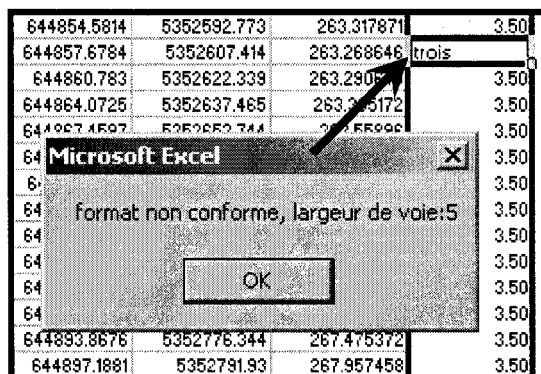 644854.5814 5352592.773 263.317871 3.50
644857.6784 5352607.414 263.268646 trois
644860.783 5352622.339 3.50
644864.0725 5352637.465 3.50
3.50
Microsoft Excel 3.50
3.50
format non conforme, largeur de voie:5 3.50
3.50
OK 3.50
3.50
3.50
644893.8676 5352776.344 267.475372 3.50
644897.1881 5352791.93 267.957458 3.50